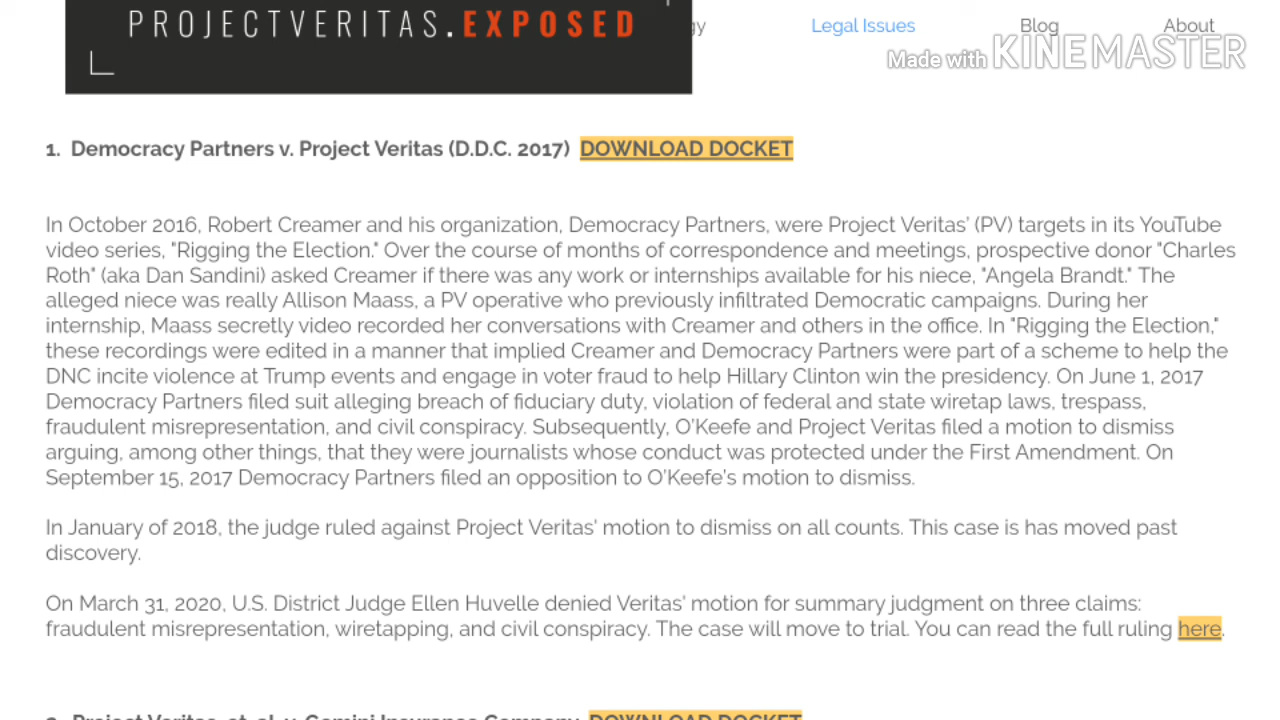 PROJECTVERITAS.EXPOSED
gy Legal Issues Blog About
Made with KINEMASTER
1. Democracy Partners v. Project Veritas (D.D.C. 2017) DOWNLOAD DOCKET
In October 2016, Robert Creamer and his organization, Democracy Partners, were Project Veritas' (PV) targets in its YouTube
video series, "Rigging the Election." Over the course of months of correspondence and meetings, prospective donor "Charles
Roth" (aka Dan Sandini) asked Creamer if there was any work or internships available for his niece, "Angela Brandt." The
alleged niece was really Allison Maass, a PV operative who previously infiltrated Democratic campaigns. During her
internship, Maass secretly video recorded her conversations with Creamer and others in the office. In "Rigging the Election,"
these recordings were edited in a manner that implied Creamer and Democracy Partners were part of a scheme to help the
DNC incite violence at Trump events and engage in voter fraud to help Hillary Clinton win the presidency. On June 1, 2017
Democracy Partners filed suit alleging breach of fiduciary duty, violation of federal and state wiretap laws, trespass,
fraudulent misrepresentation, and civil conspiracy. Subsequently, O'Keefe and Project Veritas filed a motion to dismiss
arguing, among other things, that they were journalists whose conduct was protected under the First Amendment. On
September 15, 2017 Democracy Partners filed an opposition to O'Keefe's motion to dismiss.
In January of 2018, the judge ruled against Project Veritas' motion to dismiss on all counts. This case is has moved past
discovery.
On March 31, 2020, U.S. District Judge Ellen Huvelle denied Veritas' motion for summary judgment on three claims:
fraudulent misrepresentation, wiretapping, and civil conspiracy. The case will move to trial. You can read the full ruling here.
2. Project Veritas, et. al. v. Gemini Insurance Company DOWNLOAD DOCKET